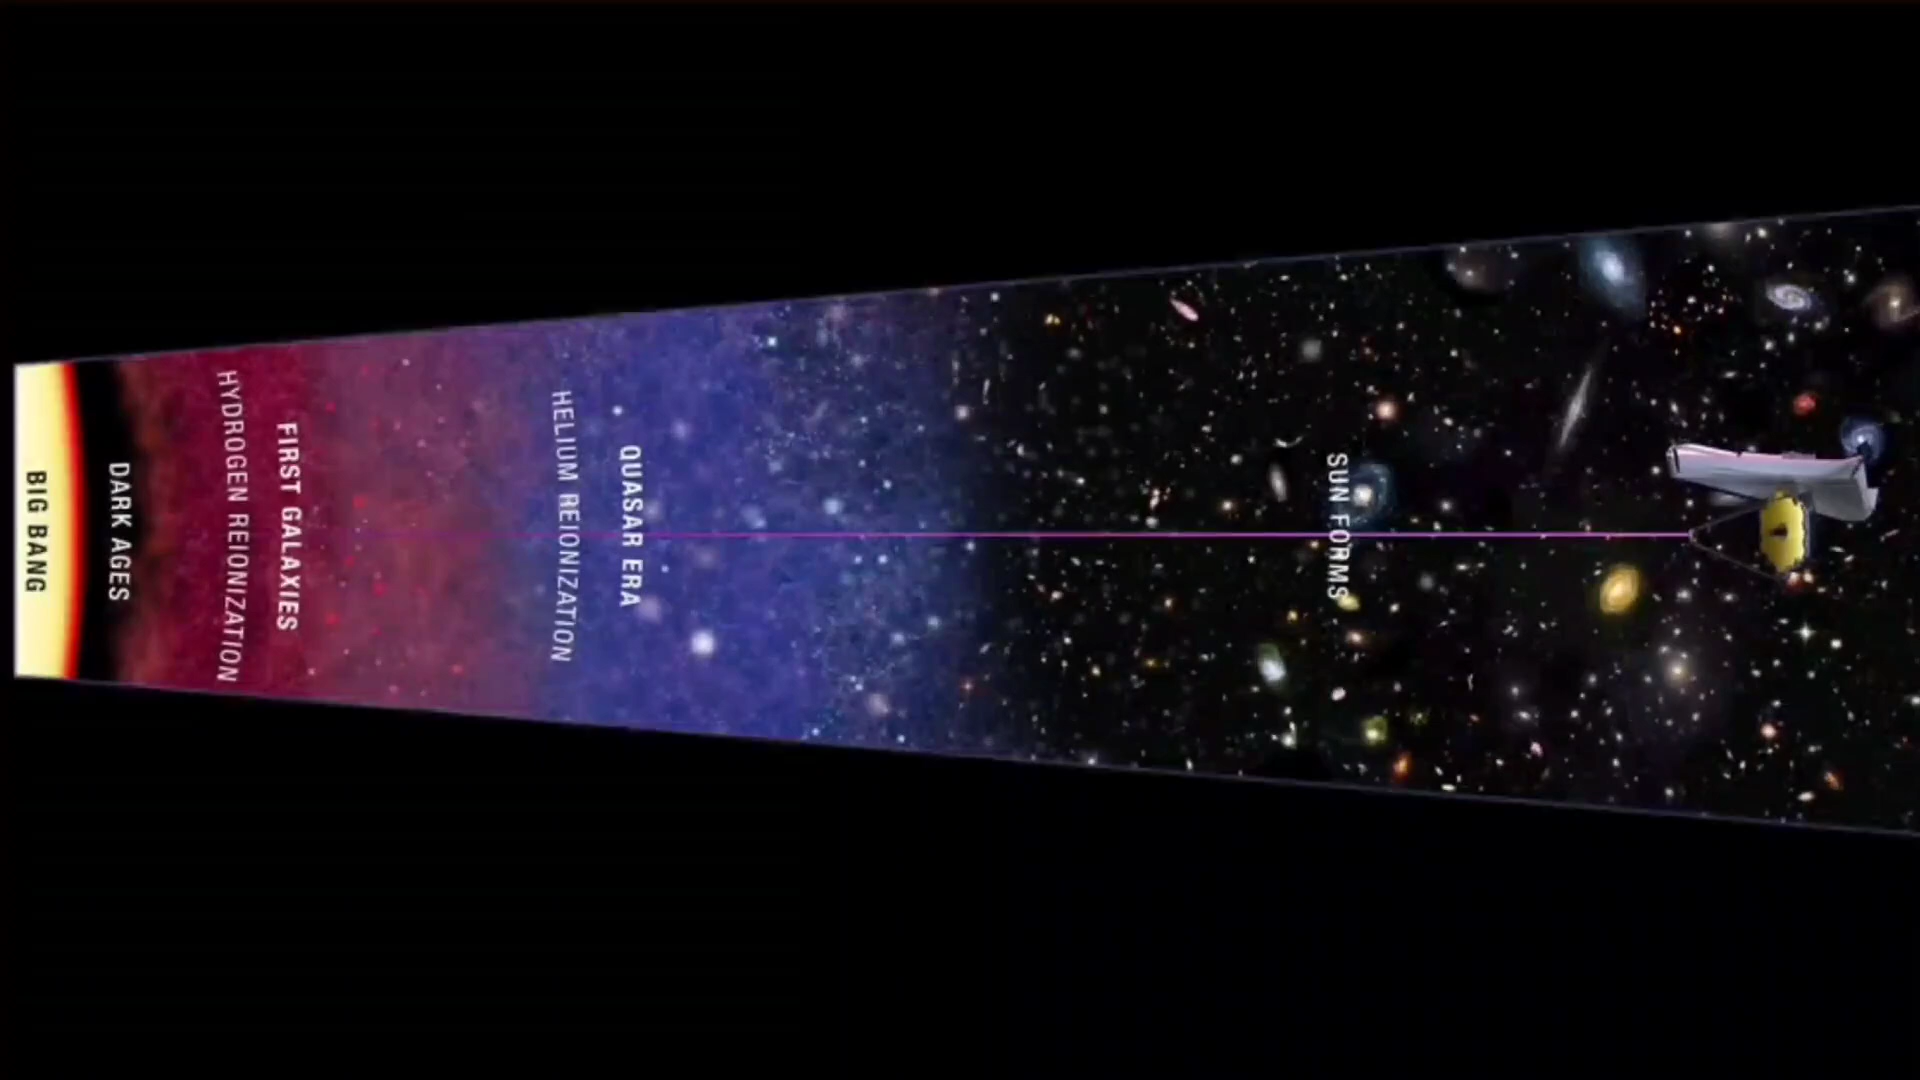 BIG BANG
DARK AGES
HYDROGEN REIONIZATION
FIRST GALAXIES
HELIUM REIONIZATION
QUASAR ERA
SUN FORMS